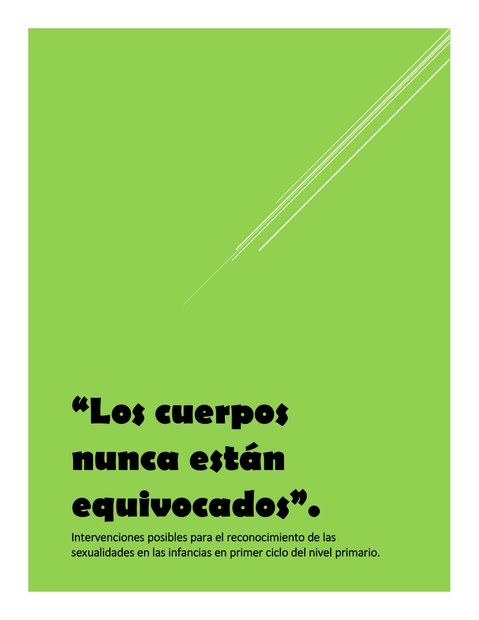 “Los cuerpos
nunca están
equivocados”.
Intervenciones posibles para el reconocimiento de las
sexualidades en las infancias en primer ciclo del nivel primario.